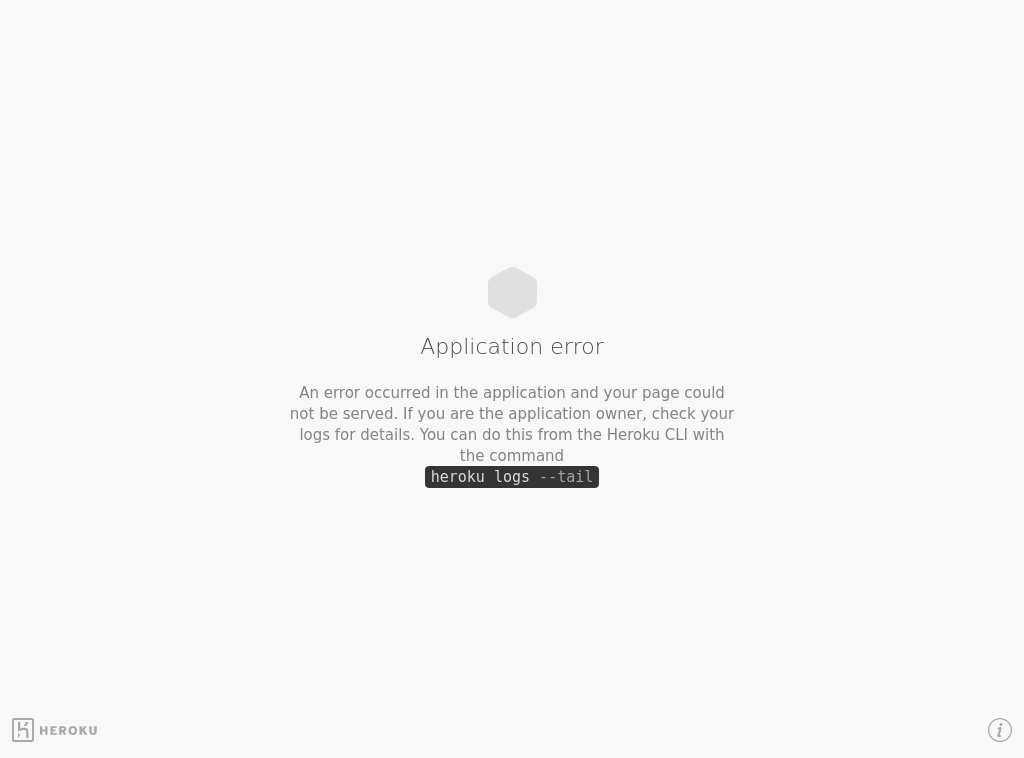 Application error
An error occurred in the application and your page could
not be served. If you are the application owner, check your
logs for details. You can do this from the Heroku CLI with
the command
heroku logs --tail
HEROKU
i